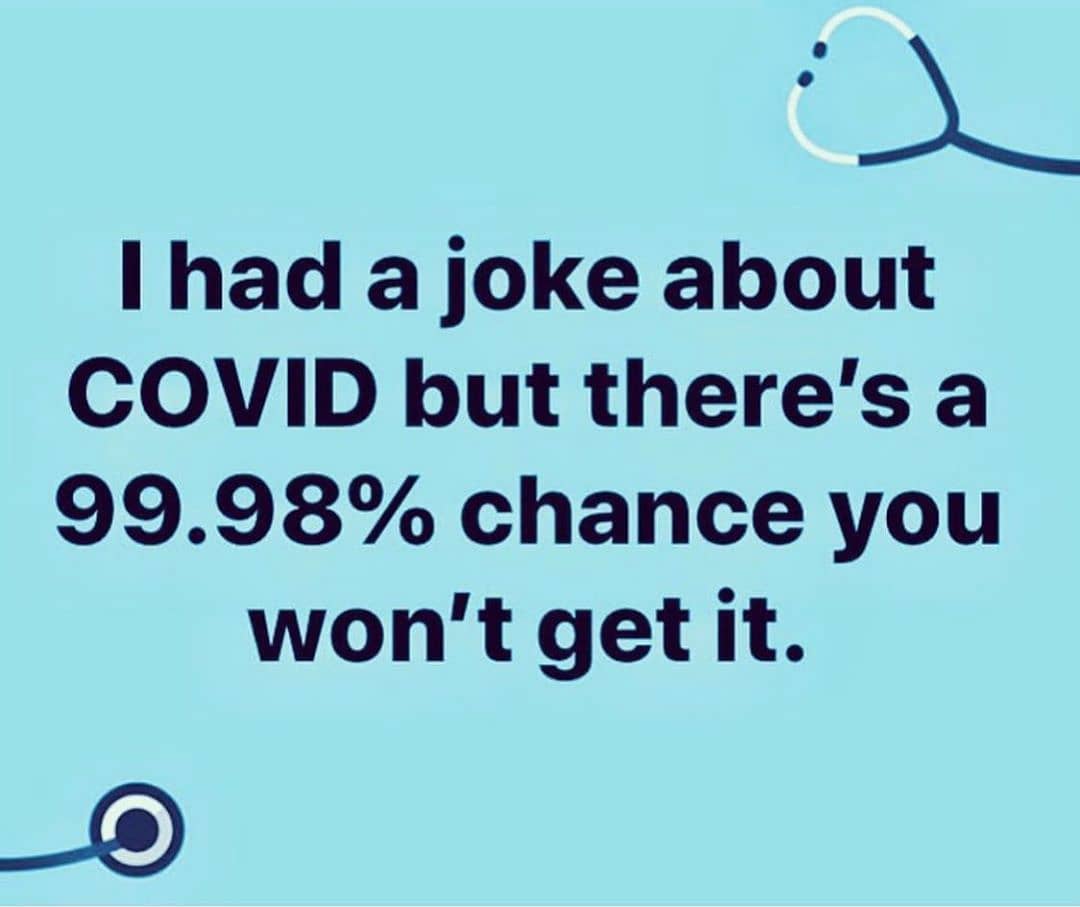 I had a joke about
COVID but there’s a
99.98% chance you
won’t get it.